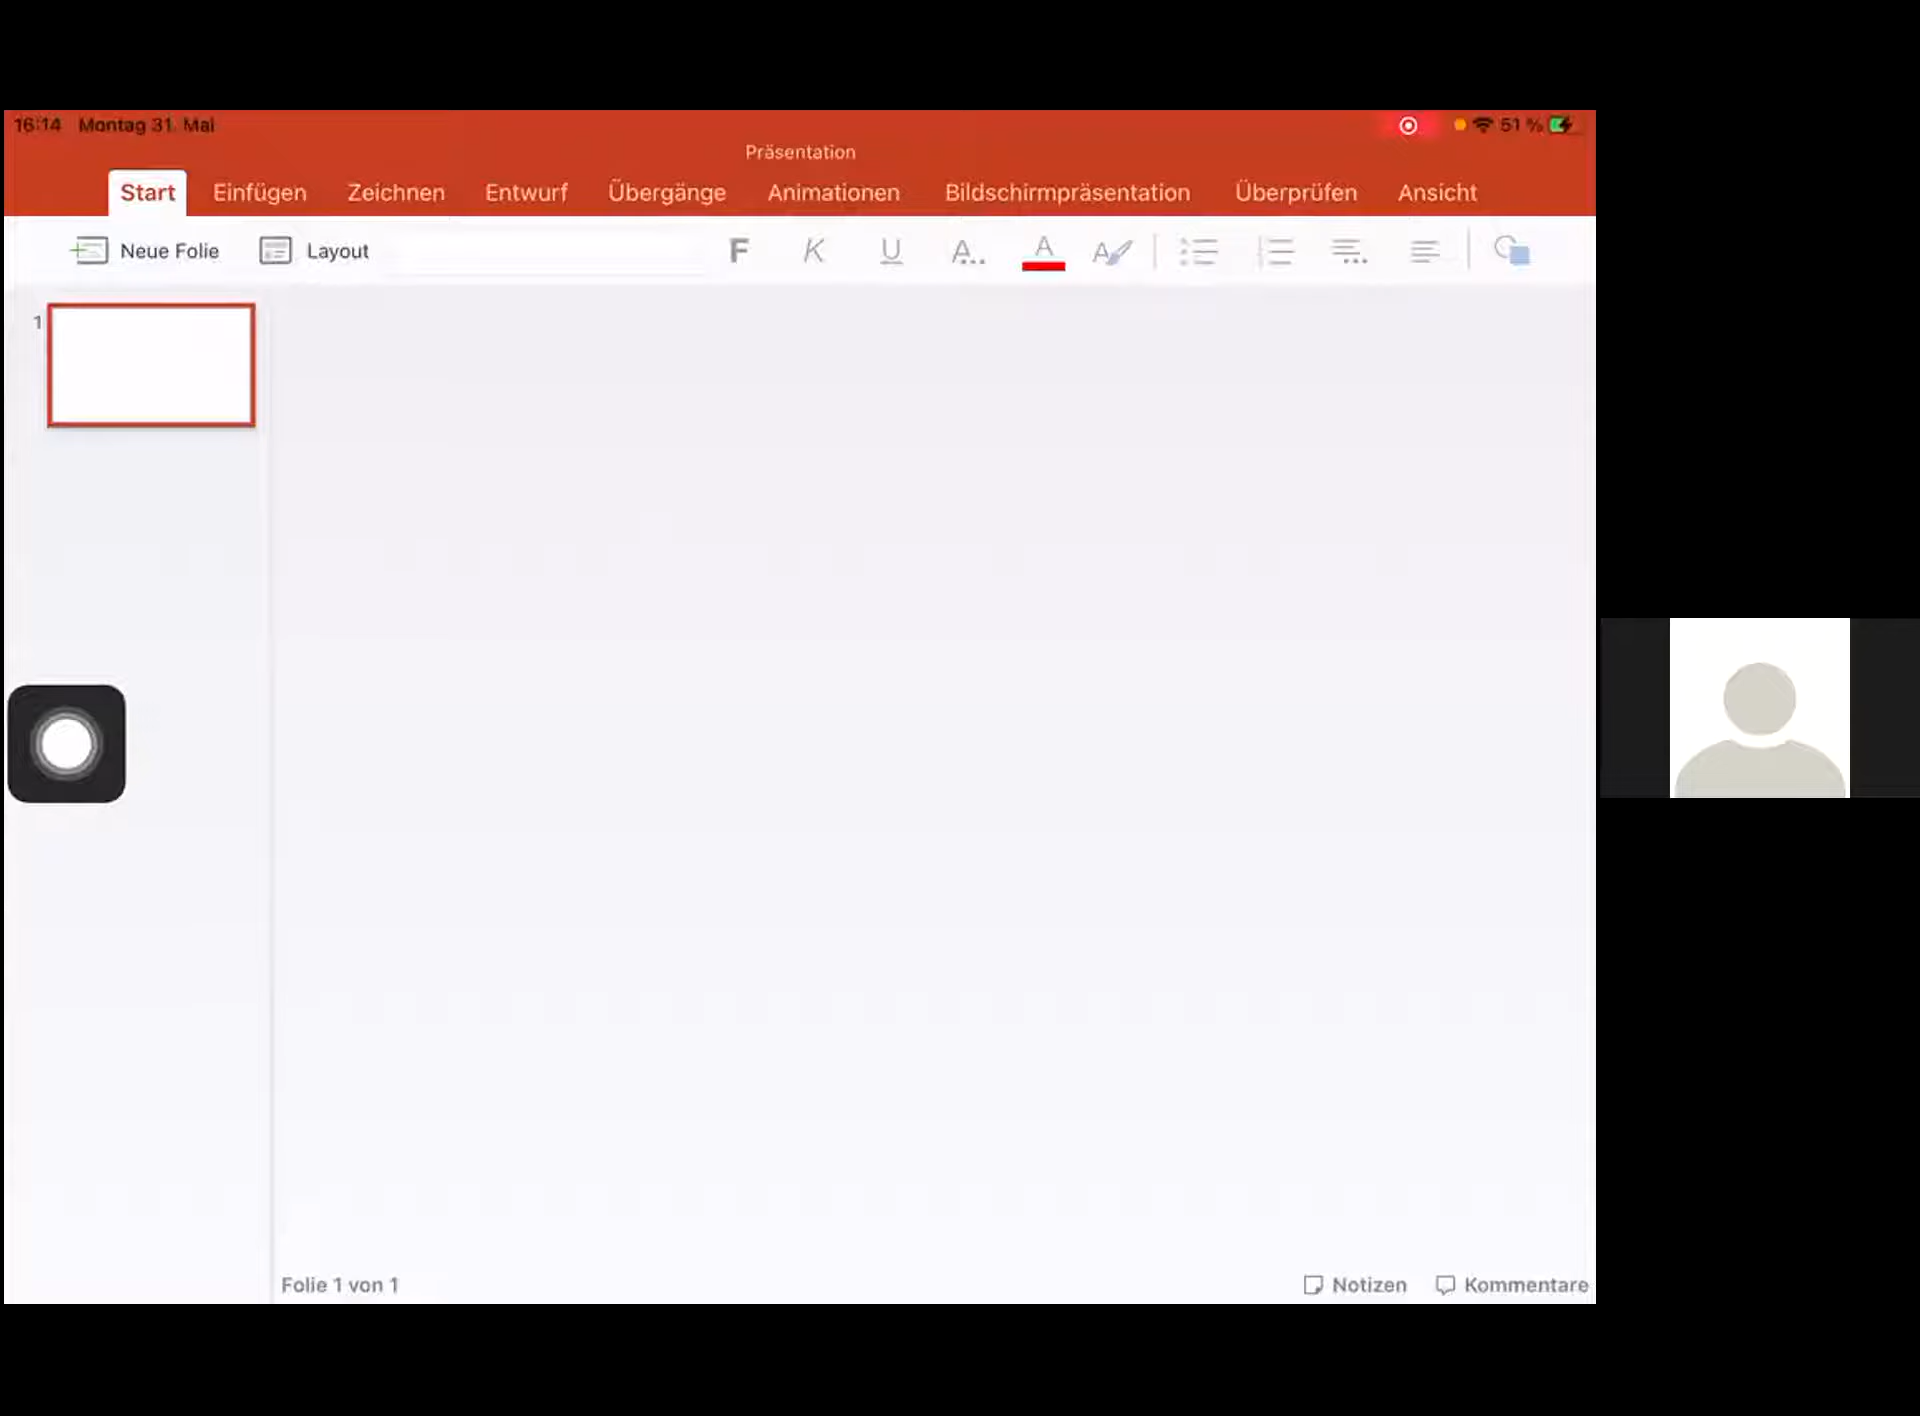 16:14 Montag 31. Mai
51 %
Präsentation
Start Einfügen Zeichnen Entwurf Übergänge Animationen Bildschirmpräsentation Überprüfen Ansicht
Neue Folie Layout F K U A.. A A
1
Folie 1 von 1
Notizen Kommentare